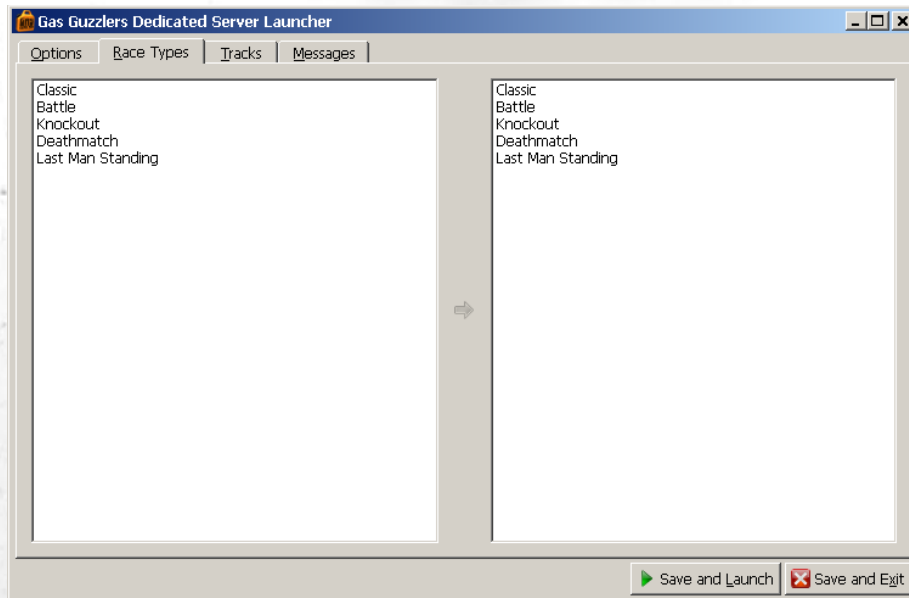 Gas Guzzlers Dedicated Server Launcher
Options Race Types Tracks Messages
Classic
Battle
Knockout
Deathmatch
Last Man Standing
Classic
Battle
Knockout
Deathmatch
Last Man Standing
Save and Launch Save and Exit